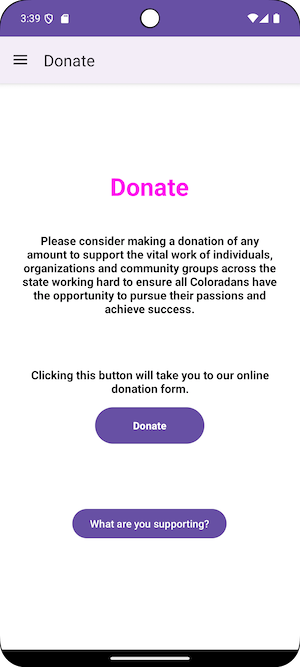 3:39
Donate
Donate
Please consider making a donation of any
amount to support the vital work of individuals,
organizations and community groups across the
state working hard to ensure all Coloradans have
the opportunity to pursue their passions and
achieve success.
Clicking this button will take you to our online
donation form.
Donate
What are you supporting?